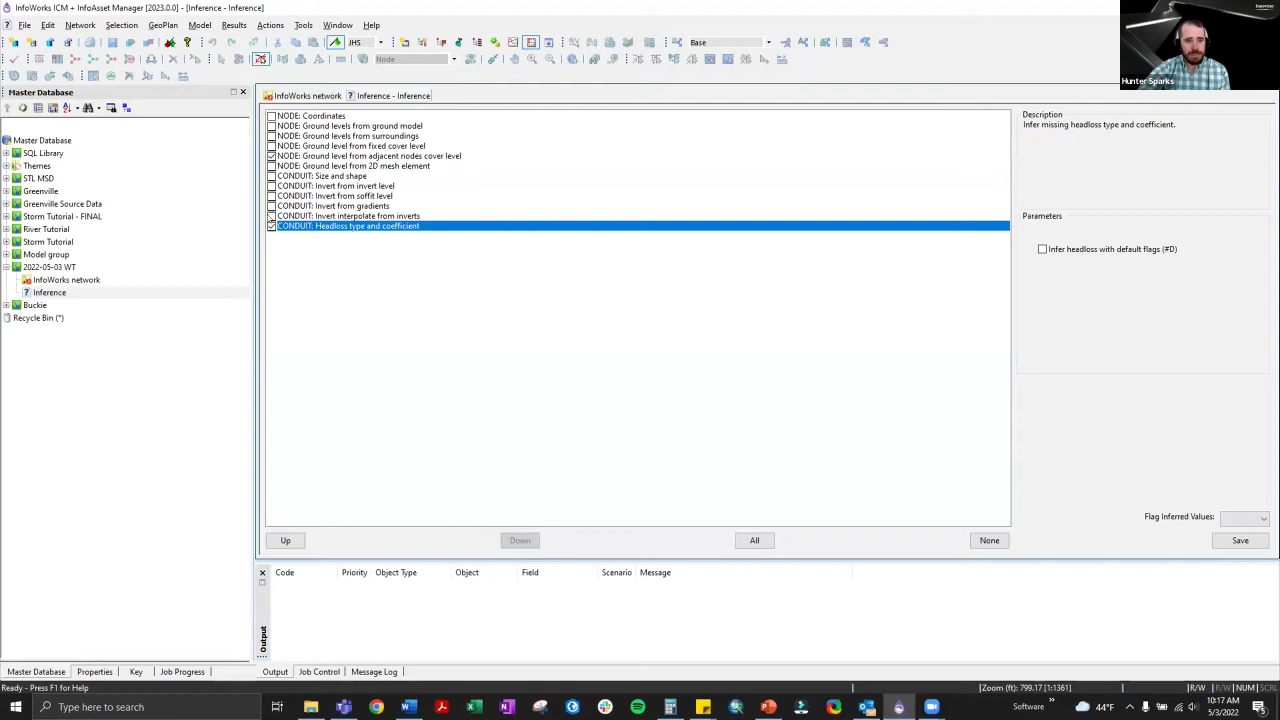 InfoWorks ICM + InfoAsset Manager [2023.0.0] - [Inference - Inference]
File Edit Network Selection GeoPlan Model Results Actions Tools Window Help
JHS
Base
Node
Hunter Sparks
Master Database
Master Database
SQL Library
Themes
STL MSD
Greenville
Greenville Source Data
Storm Tutorial - FINAL
River Tutorial
Storm Tutorial
Model group
2022-05-03 WT
InfoWorks network
Inference
Buckie
Recycle Bin (*)
InfoWorks network Inference - Inference
NODE: Coordinates
NODE: Ground levels from ground model
NODE: Ground levels from surroundings
NODE: Ground level from fixed cover level
NODE: Ground level from adjacent nodes cover level
NODE: Ground level from 2D mesh element
CONDUIT: Size and shape
CONDUIT: Invert from invert level
CONDUIT: Invert from soffit level
CONDUIT: Invert from gradients
CONDUIT: Invert interpolate from inverts
CONDUIT: Headloss type and coefficient
Description
Infer missing headloss type and coefficient.
Parameters
Infer headloss with default flags (#D)
Flag Inferred Values:
Up Down All None Save
Code Priority Object Type Object Field Scenario Message
Output
Master Database Properties Key Job Progress
Output Job Control Message Log
Ready - Press F1 for Help
Zoom (ft): 799.17 [1:1361]
R/W R/W NUM SCRL
Type here to search
Software
44°F
10:17 AM
5/3/2022